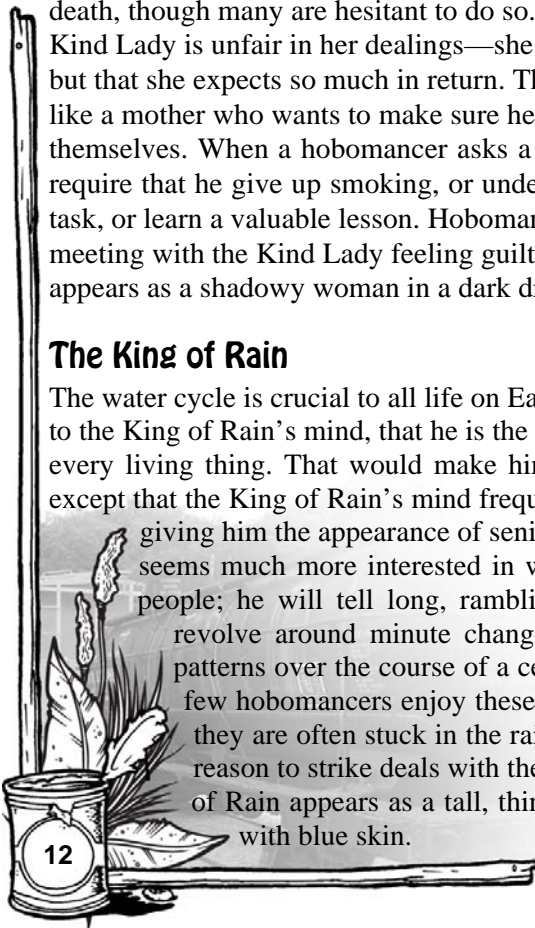 death, though many are hesitant to do so.
Kind Lady is unfair in her dealings—she
but that she expects so much in return. Th
like a mother who wants to make sure he
themselves. When a hobomancer asks a
require that he give up smoking, or unde
task, or learn a valuable lesson. Hoboman
meeting with the Kind Lady feeling guilt
appears as a shadowy woman in a dark d
The King of Rain
The water cycle is crucial to all life on Ea
to the King of Rain’s mind, that he is the
every living thing. That would make hi
except that the King of Rain’s mind frequ
giving him the appearance of seni
seems much more interested in w
people; he will tell long, rambli
revolve around minute chang
patterns over the course of a ce
few hobomancers enjoy these
they are often stuck in the rai
reason to strike deals with the
of Rain appears as a tall, thin
with blue skin.
12